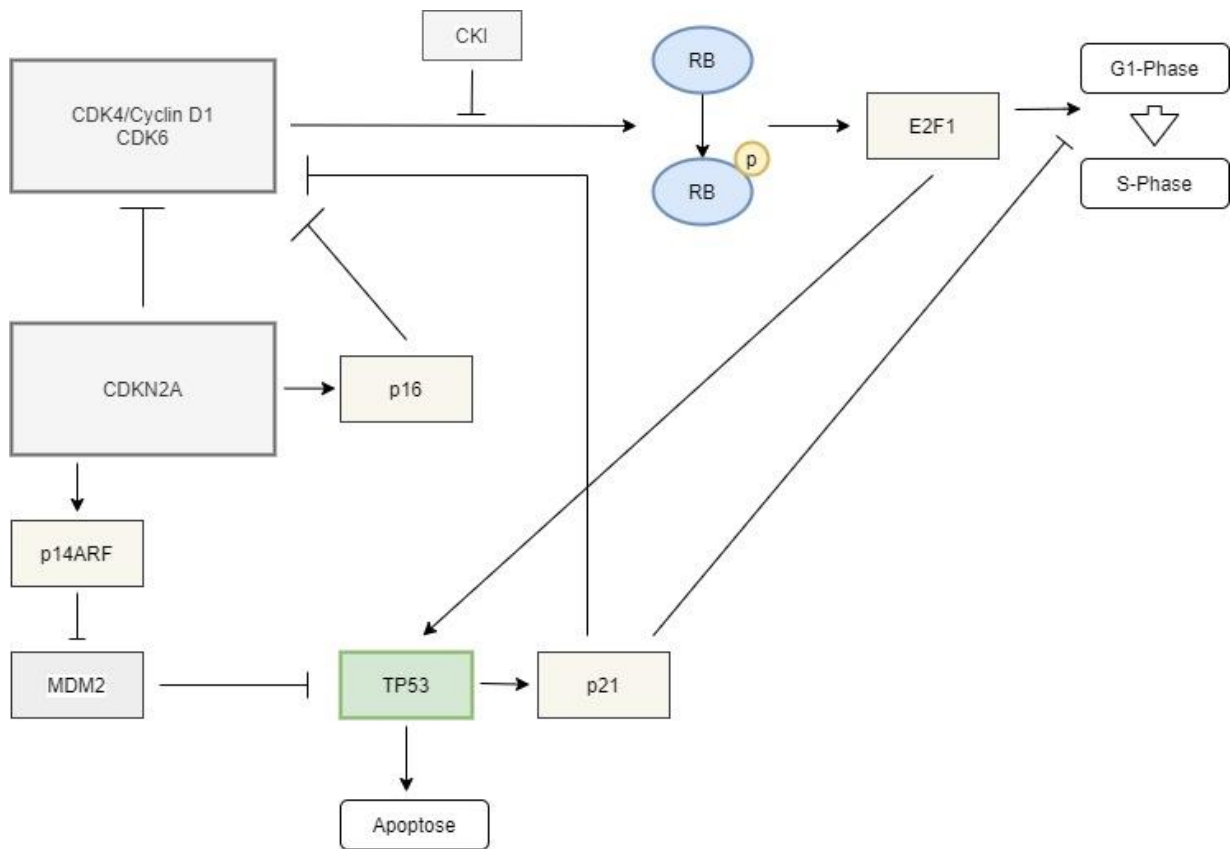 CKI
RB
G1-Phase
CDK4/Cyclin D1
CDK6
E2F1
p
RB
S-Phase
CDKN2A
p16
p14ARF
MDM2
TP53
p21
Apoptose